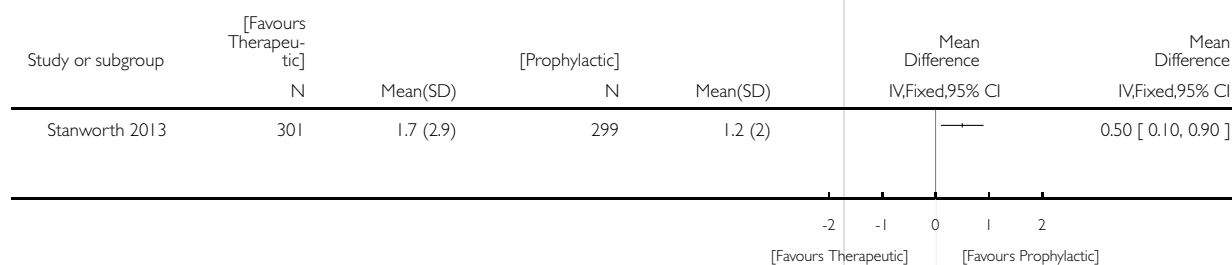 [Favours
Therapeu-
tic]
Study or subgroup [Prophylactic] Mean Difference Mean Difference
N Mean(SD) N Mean(SD) IV,Fixed,95% CI IV,Fixed,95% CI
Stanworth 2013 301 1.7 (2.9) 299 1.2 (2) 0.50 [ 0.10, 0.90 ]
-2 -1 0 1 2
[Favours Therapeutic] [Favours Prophylactic]